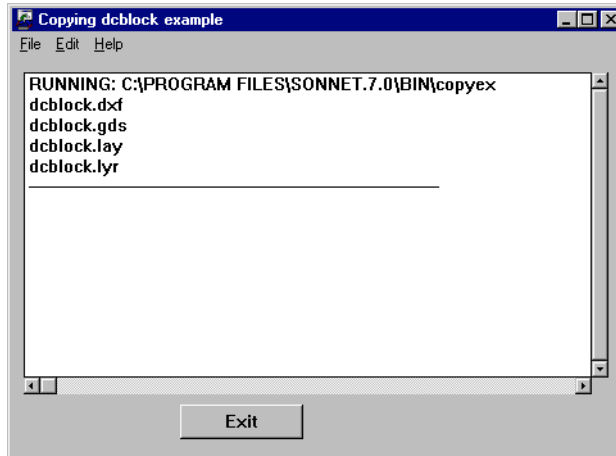 Copying dcblock example
File Edit Help
RUNNING: C:\PROGRAM FILES\SONNET.7.0\BIN\copyex
dcblock.dxf
dcblock.gds
dcblock.lay
dcblock.lyr
Exit